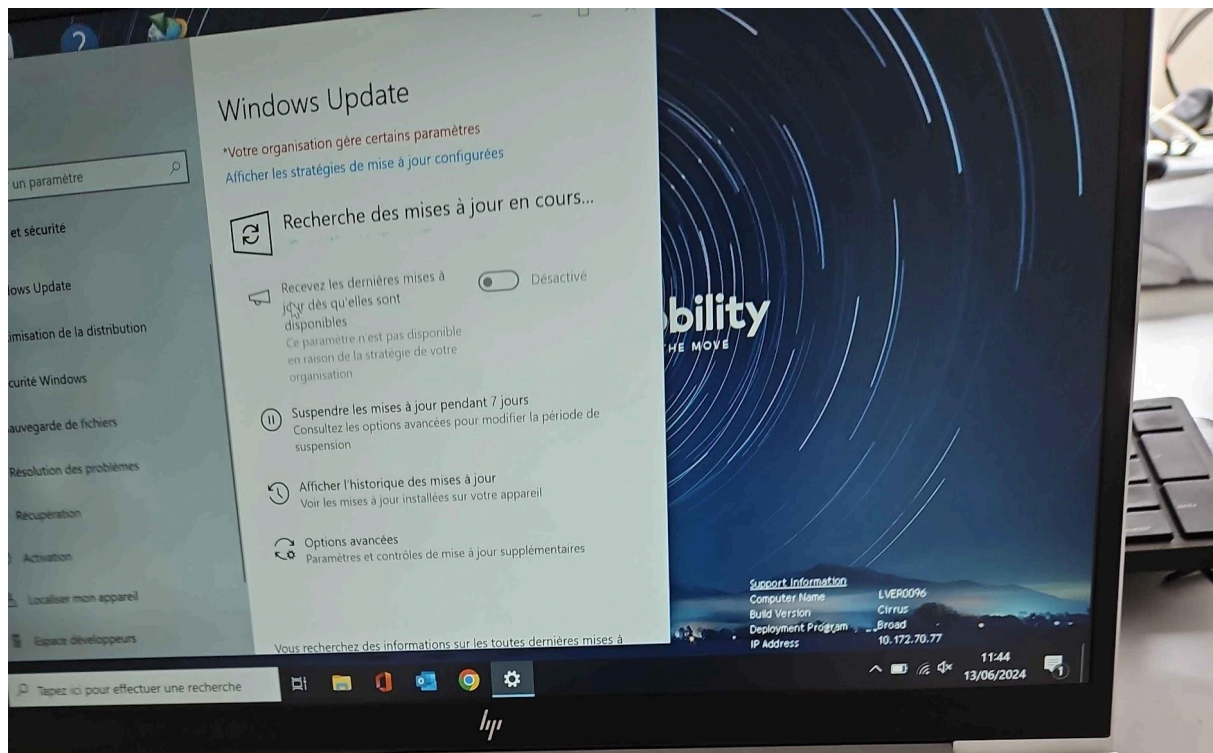 ?
Windows Update
*Votre organisation gère certains paramètres
Afficher les stratégies de mise à jour configurées
un paramètre
Recherche des mises à jour en cours...
et sécurité
Recevez les dernières mises à
jour dès qu'elles sont
disponibles
Désactivé
Ce paramètre n'est pas disponible
en raison de la stratégie de votre
organisation
ows Update
imisation de la distribution
curité Windows
auvegarde de fichiers
Résolution des problèmes
Récupération
Activation
Localiser mon appareil
Espace développeurs
Suspendre les mises à jour pendant 7 jours
Consultez les options avancées pour modifier la période de
suspension
Afficher l'historique des mises à jour
Voir les mises à jour installées sur votre appareil
Options avancées
Paramètres et contrôles de mise à jour supplémentaires
Vous recherchez des informations sur les toutes dernières mises à
bility
HE MOVE
Support Information
Computer Name LVER0096
Build Version Cirrus
Deployment Program Broad
IP Address 10.172.70.77
Tapez ici pour effectuer une recherche
11:44
13/06/2024
1
hp